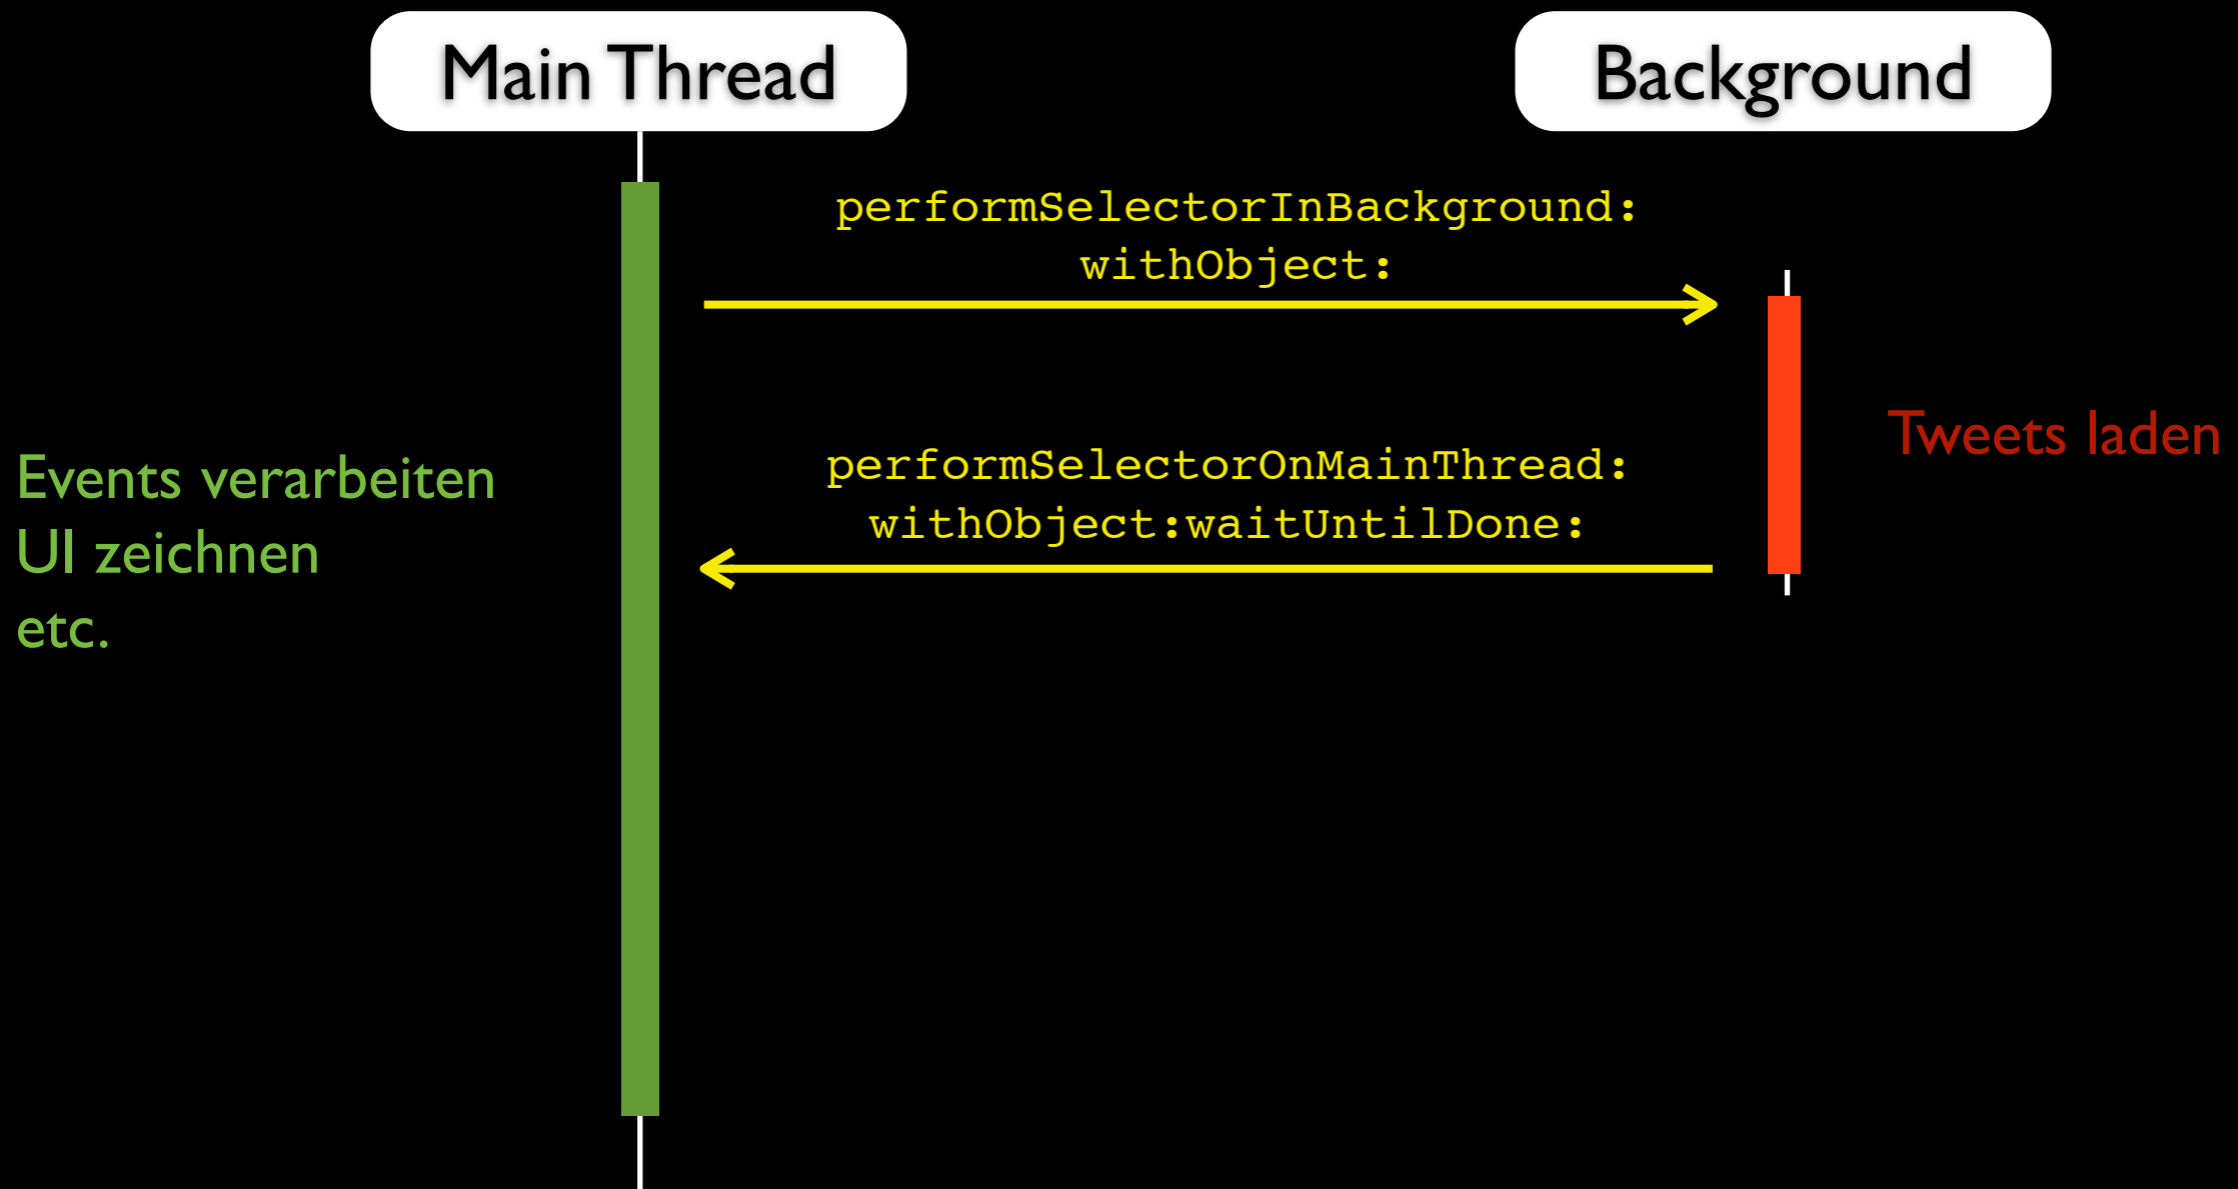 Main Thread
Background
performSelectorInBackground:
withObject:
Tweets laden
performSelectorOnMainThread:
withObject:waitUntilDone:
Events verarbeiten
UI zeichnen
etc.